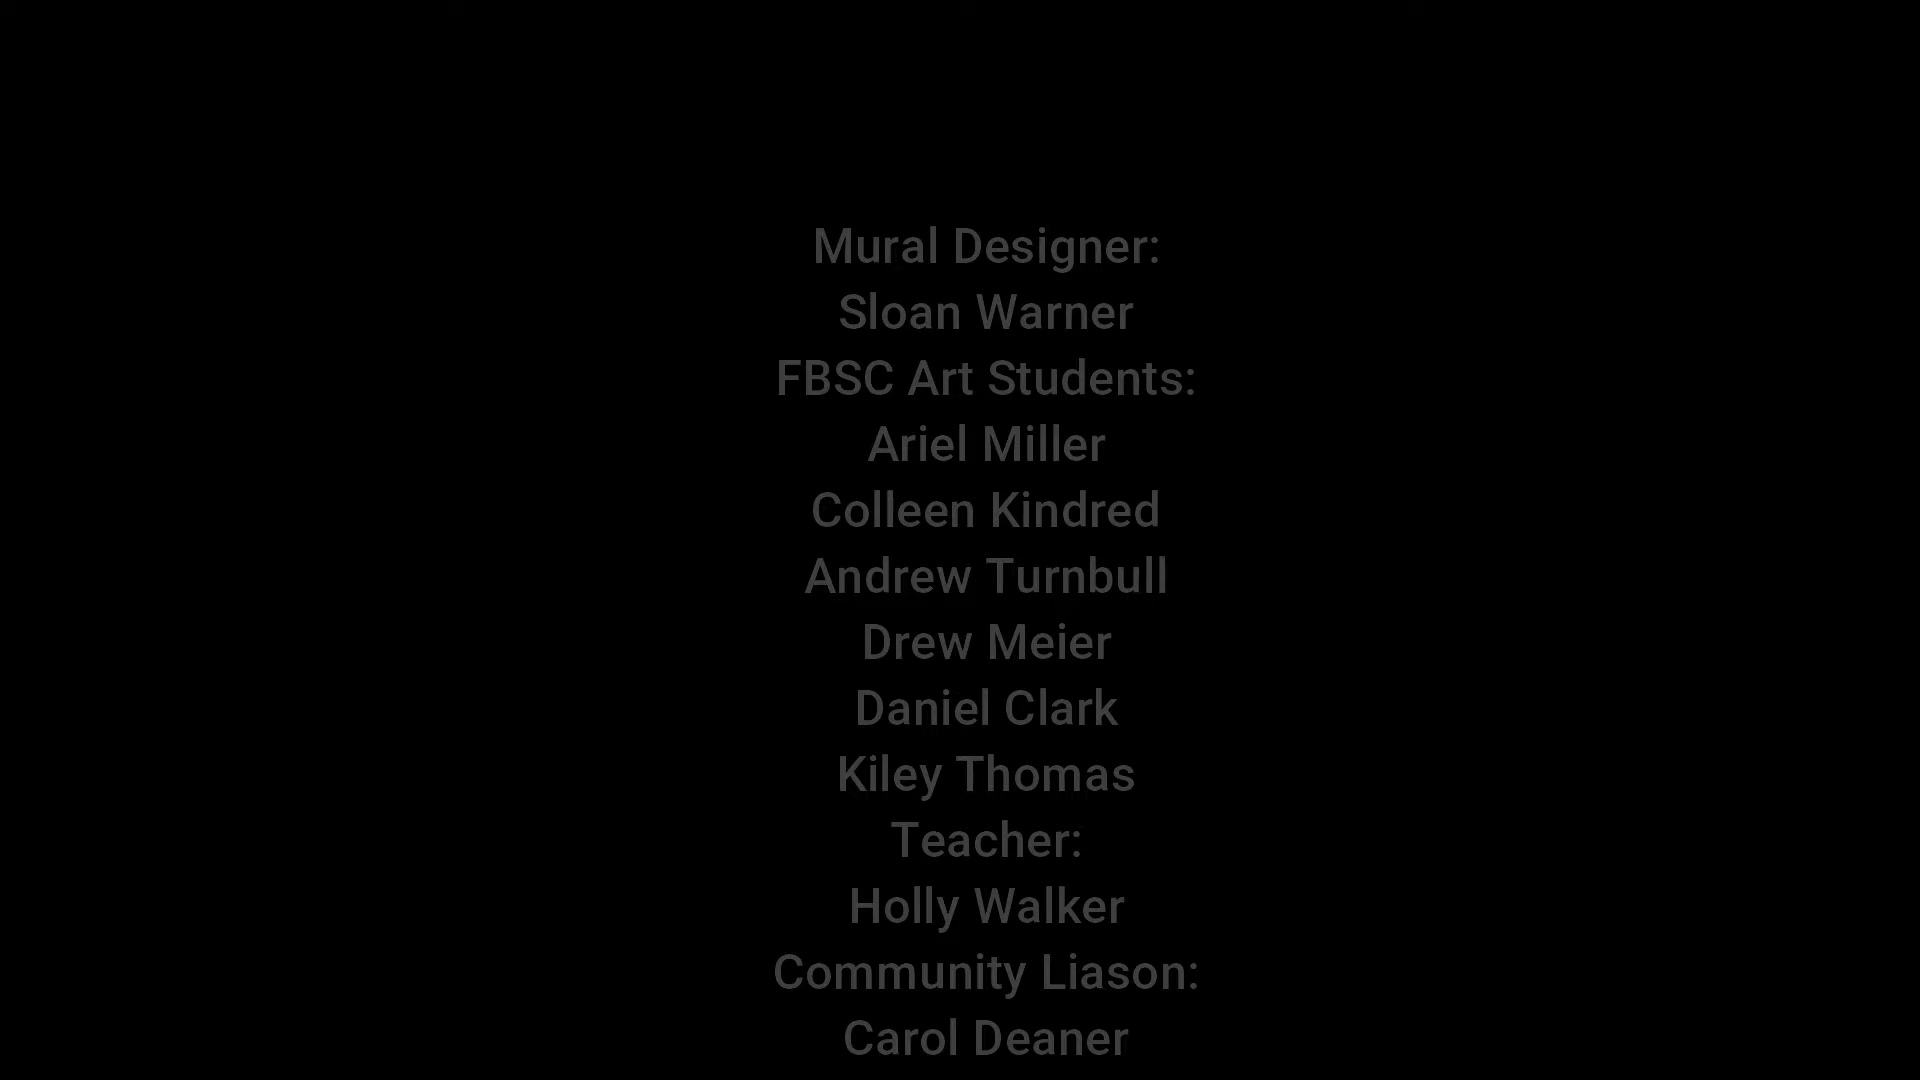 Mural Designer:
Sloan Warner
FBSC Art Students:
Ariel Miller
Colleen Kindred
Andrew Turnbull
Drew Meier
Daniel Clark
Kiley Thomas
Teacher:
Holly Walker
Community Liason:
Carol Deaner